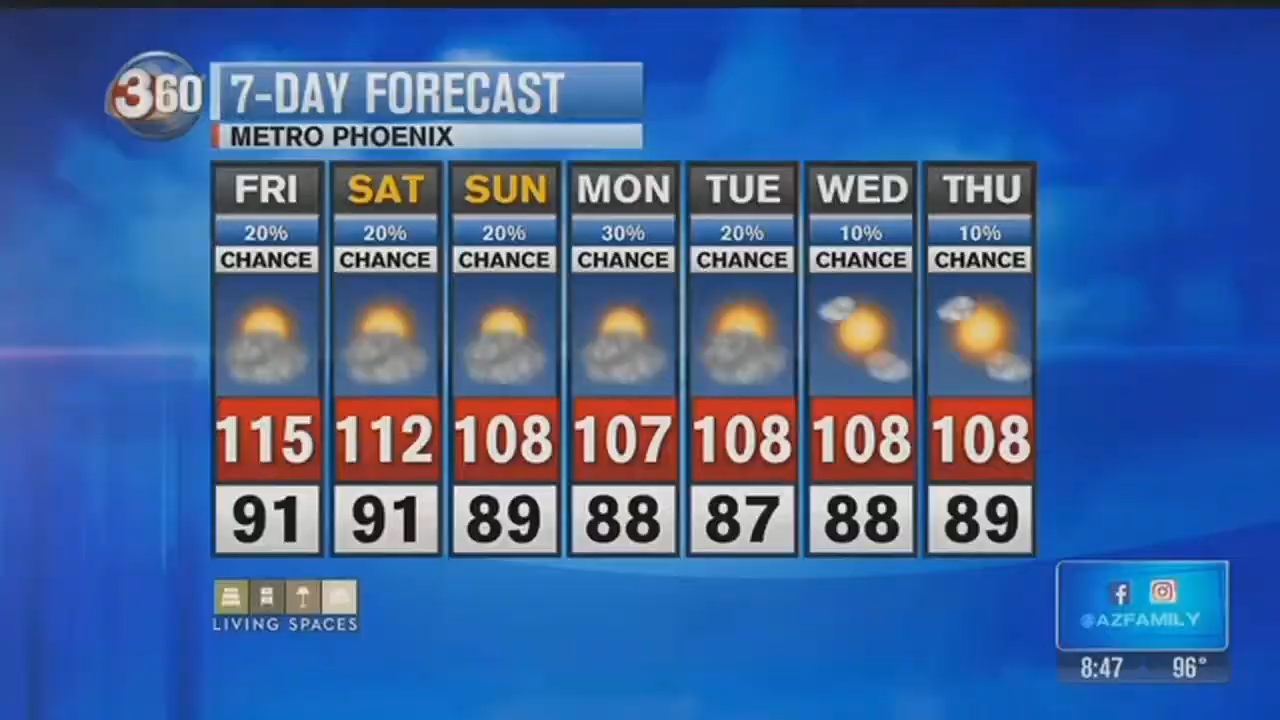 360
7-DAY FORECAST
METRO PHOENIX
FRI SAT SUN MON TUE WED THU
20% 20% 20% 30% 20% 10% 10%
CHANCE CHANCE CHANCE CHANCE CHANCE CHANCE CHANCE
115 112 108 107 108 108 108
91 91 89 88 87 88 89
LIVING SPACES
@AZFAMILY
8:47 96°